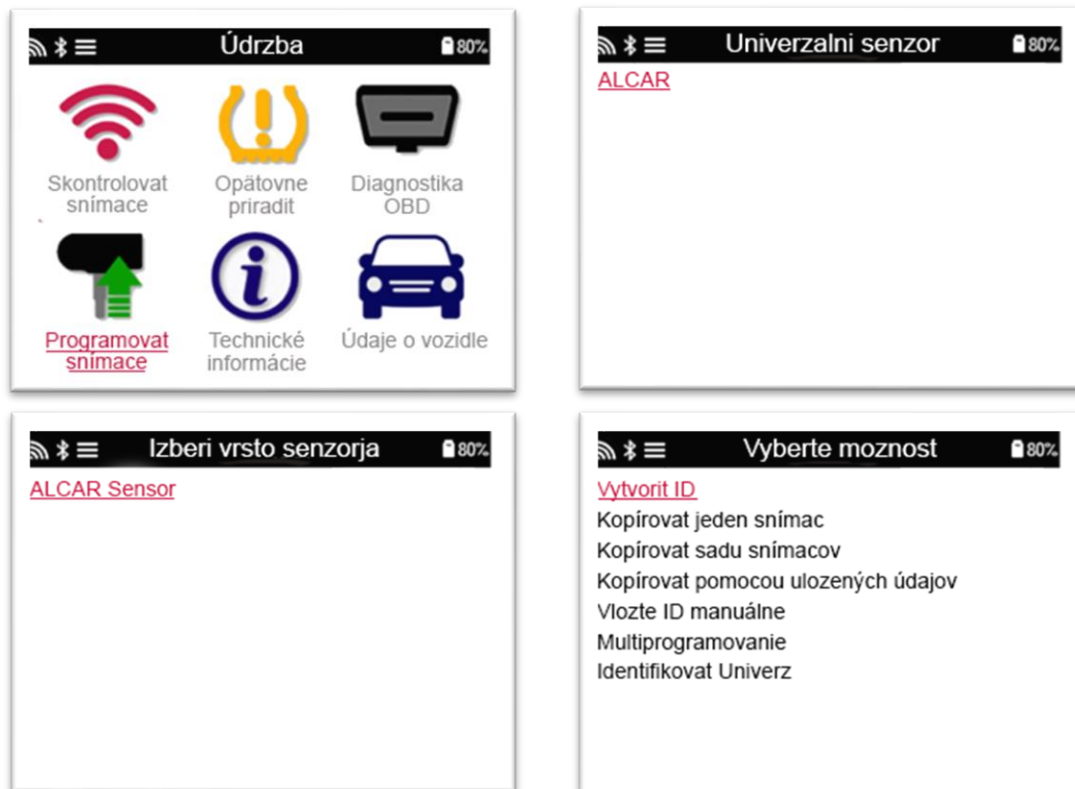 Údrzba 80%
Skontrolovat
snímace
Opätovne
priradit
Diagnostika
OBD
Programovat
snímace
Technické
informácie
Údaje o vozidle
Univerzalni senzor 80%
ALCAR
Izberi vrsto senzorja 80%
ALCAR Sensor
Vyberte moznost 80%
Vytvorit ID
Kopírovat jeden snímac
Kopírovat sadu snímacov
Kopírovat pomocou ulozených údajov
Vlozte ID manuálne
Multiprogramovanie
Identifikovat Univerz